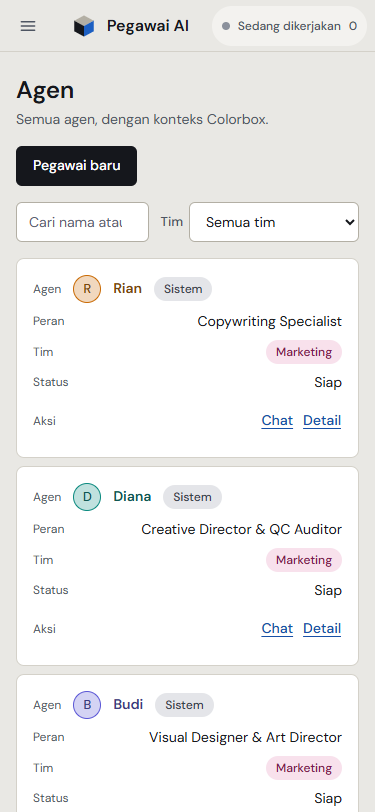 Pegawai AI
Sedang dikerjakan 0
Agen
Semua agen, dengan konteks Colorbox.
Pegawai baru
Cari nama atau
Tim
Semua tim
Agen R Rian Sistem
Peran Copywriting Specialist
Tim Marketing
Status Siap
Aksi Chat Detail
Agen D Diana Sistem
Peran Creative Director & QC Auditor
Tim Marketing
Status Siap
Aksi Chat Detail
Agen B Budi Sistem
Peran Visual Designer & Art Director
Tim Marketing
Status Siap